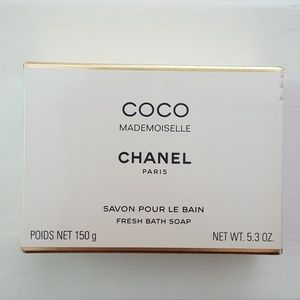 COCO
MADEMOISELLE
CHANEL
PARIS
SAVON POUR LE BAIN
FRESH BATH SOAP
POIDS NET 150 g NET WT. 5.3 OZ.